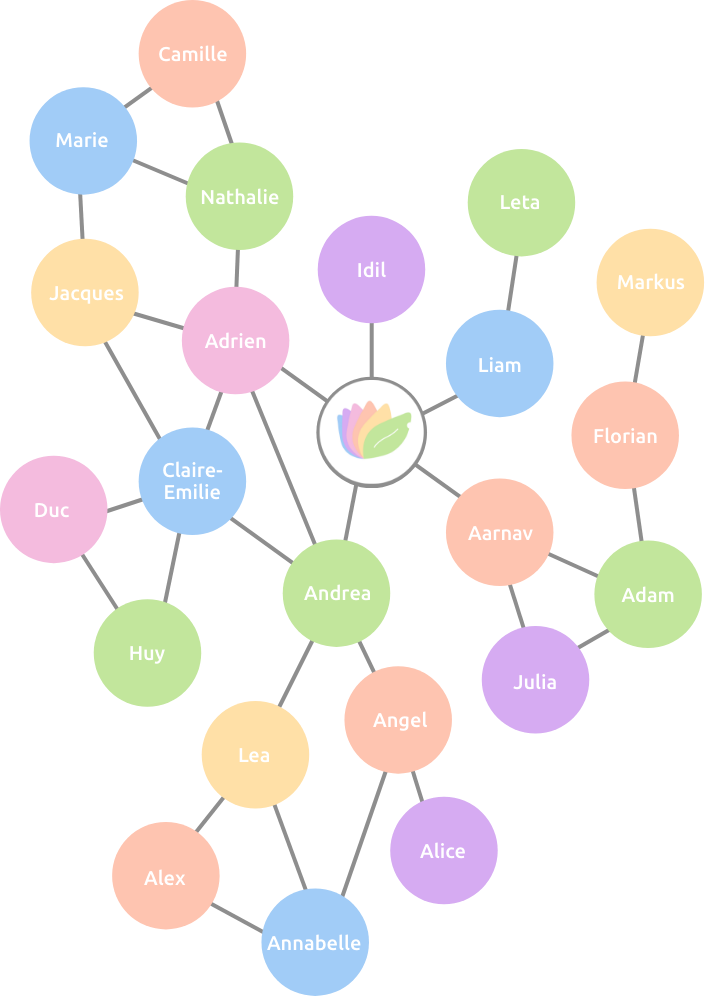 Camille
Marie
Nathalie
Leta
Idil
Markus
Jacques
Adrien
Liam
Florian
Claire-
Emilie
Duc
Aarnav
Andrea
Adam
Huy
Julia
Angel
Lea
Alice
Alex
Annabelle